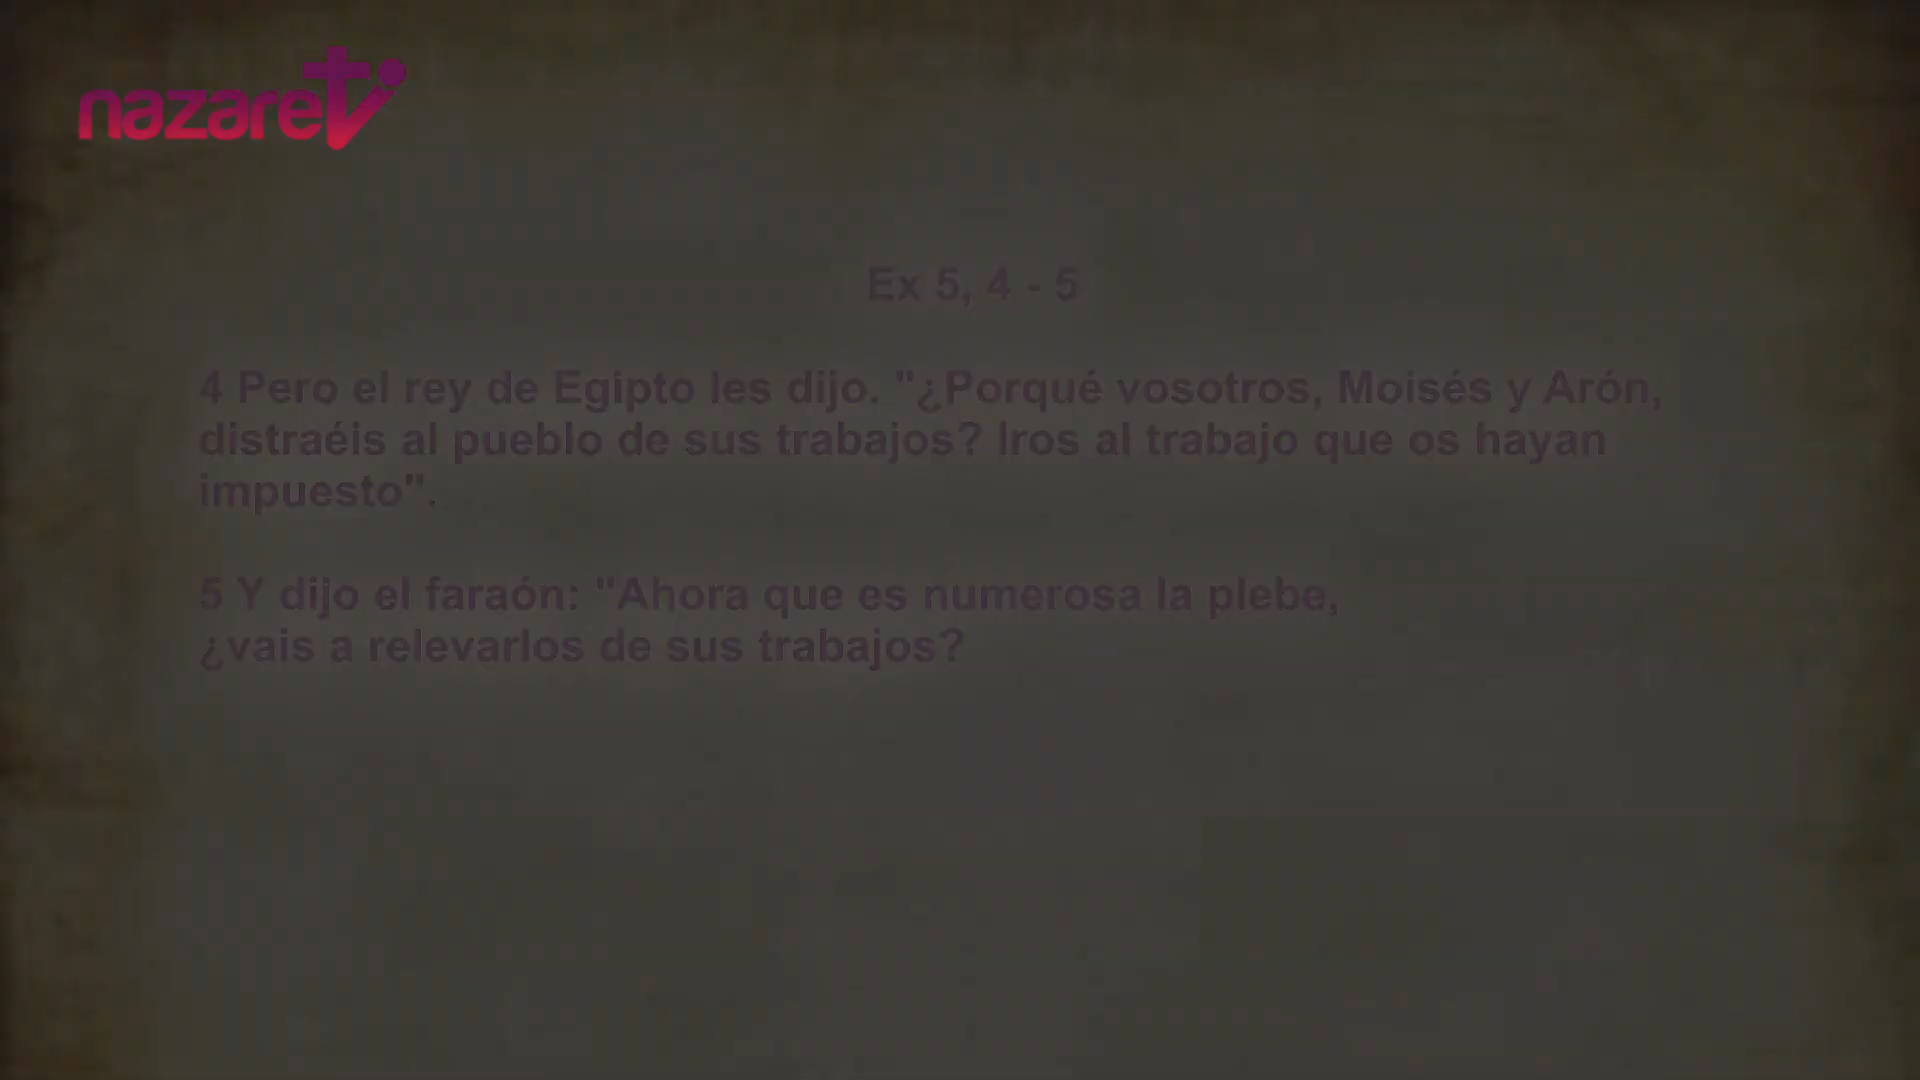 nazaretv
Ex 5, 4 - 5
4 Pero el rey de Egipto les dijo. "¿Porqué vosotros, Moisés y Arón,
distraéis al pueblo de sus trabajos? Iros al trabajo que os hayan
impuesto".
5 Y dijo el faraón: "Ahora que es numerosa la plebe,
¿vais a relevarlos de sus trabajos?